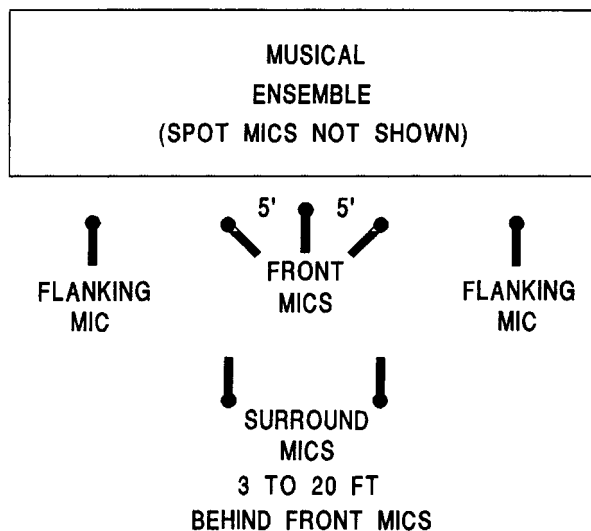 MUSICAL
ENSEMBLE
(SPOT MICS NOT SHOWN)
5' 5'
FRONT
MICS
FLANKING
MIC
FLANKING
MIC
SURROUND
MICS
3 TO 20 FT
BEHIND FRONT MICS